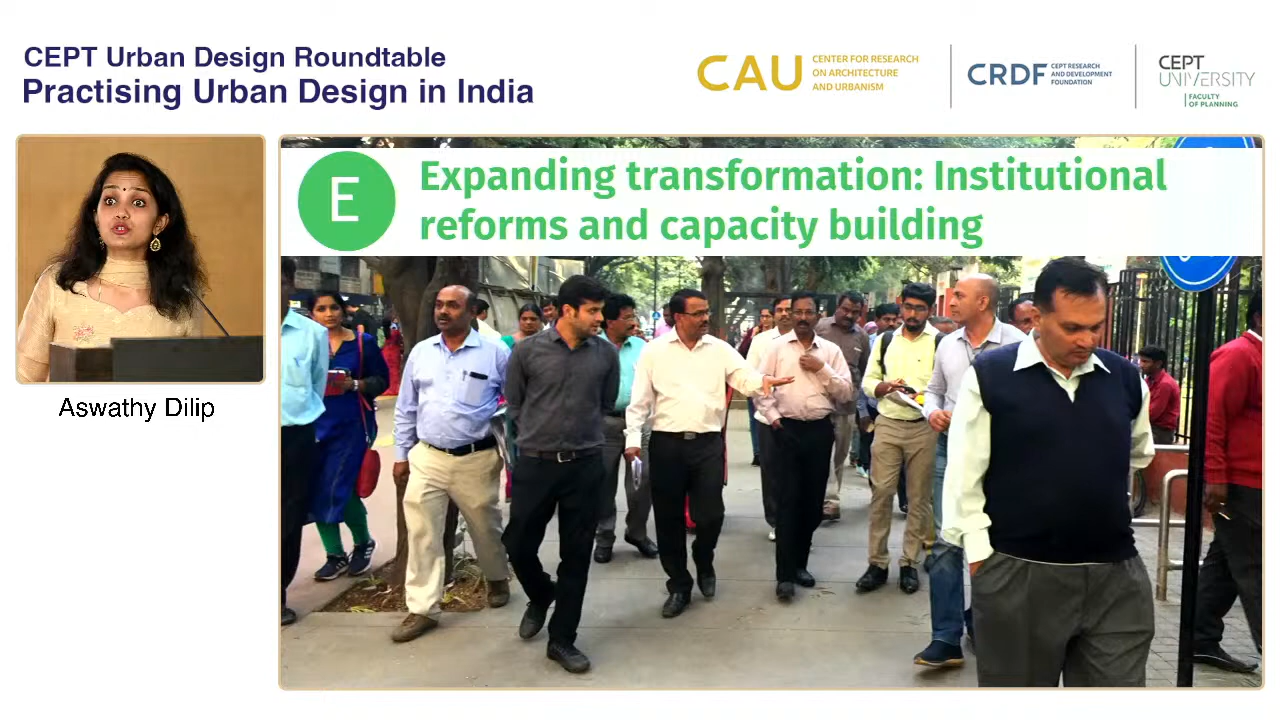 CEPT Urban Design Roundtable
Practising Urban Design in India
CAU
CENTER FOR RESEARCH
ON ARCHITECTURE
AND URBANISM
CRDF
CEPT RESEARCH
AND DEVELOPMENT
FOUNDATION
CEPT
UNIVERSITY
FACULTY
OF PLANNING
E
Expanding transformation: Institutional
reforms and capacity building
Aswathy Dilip